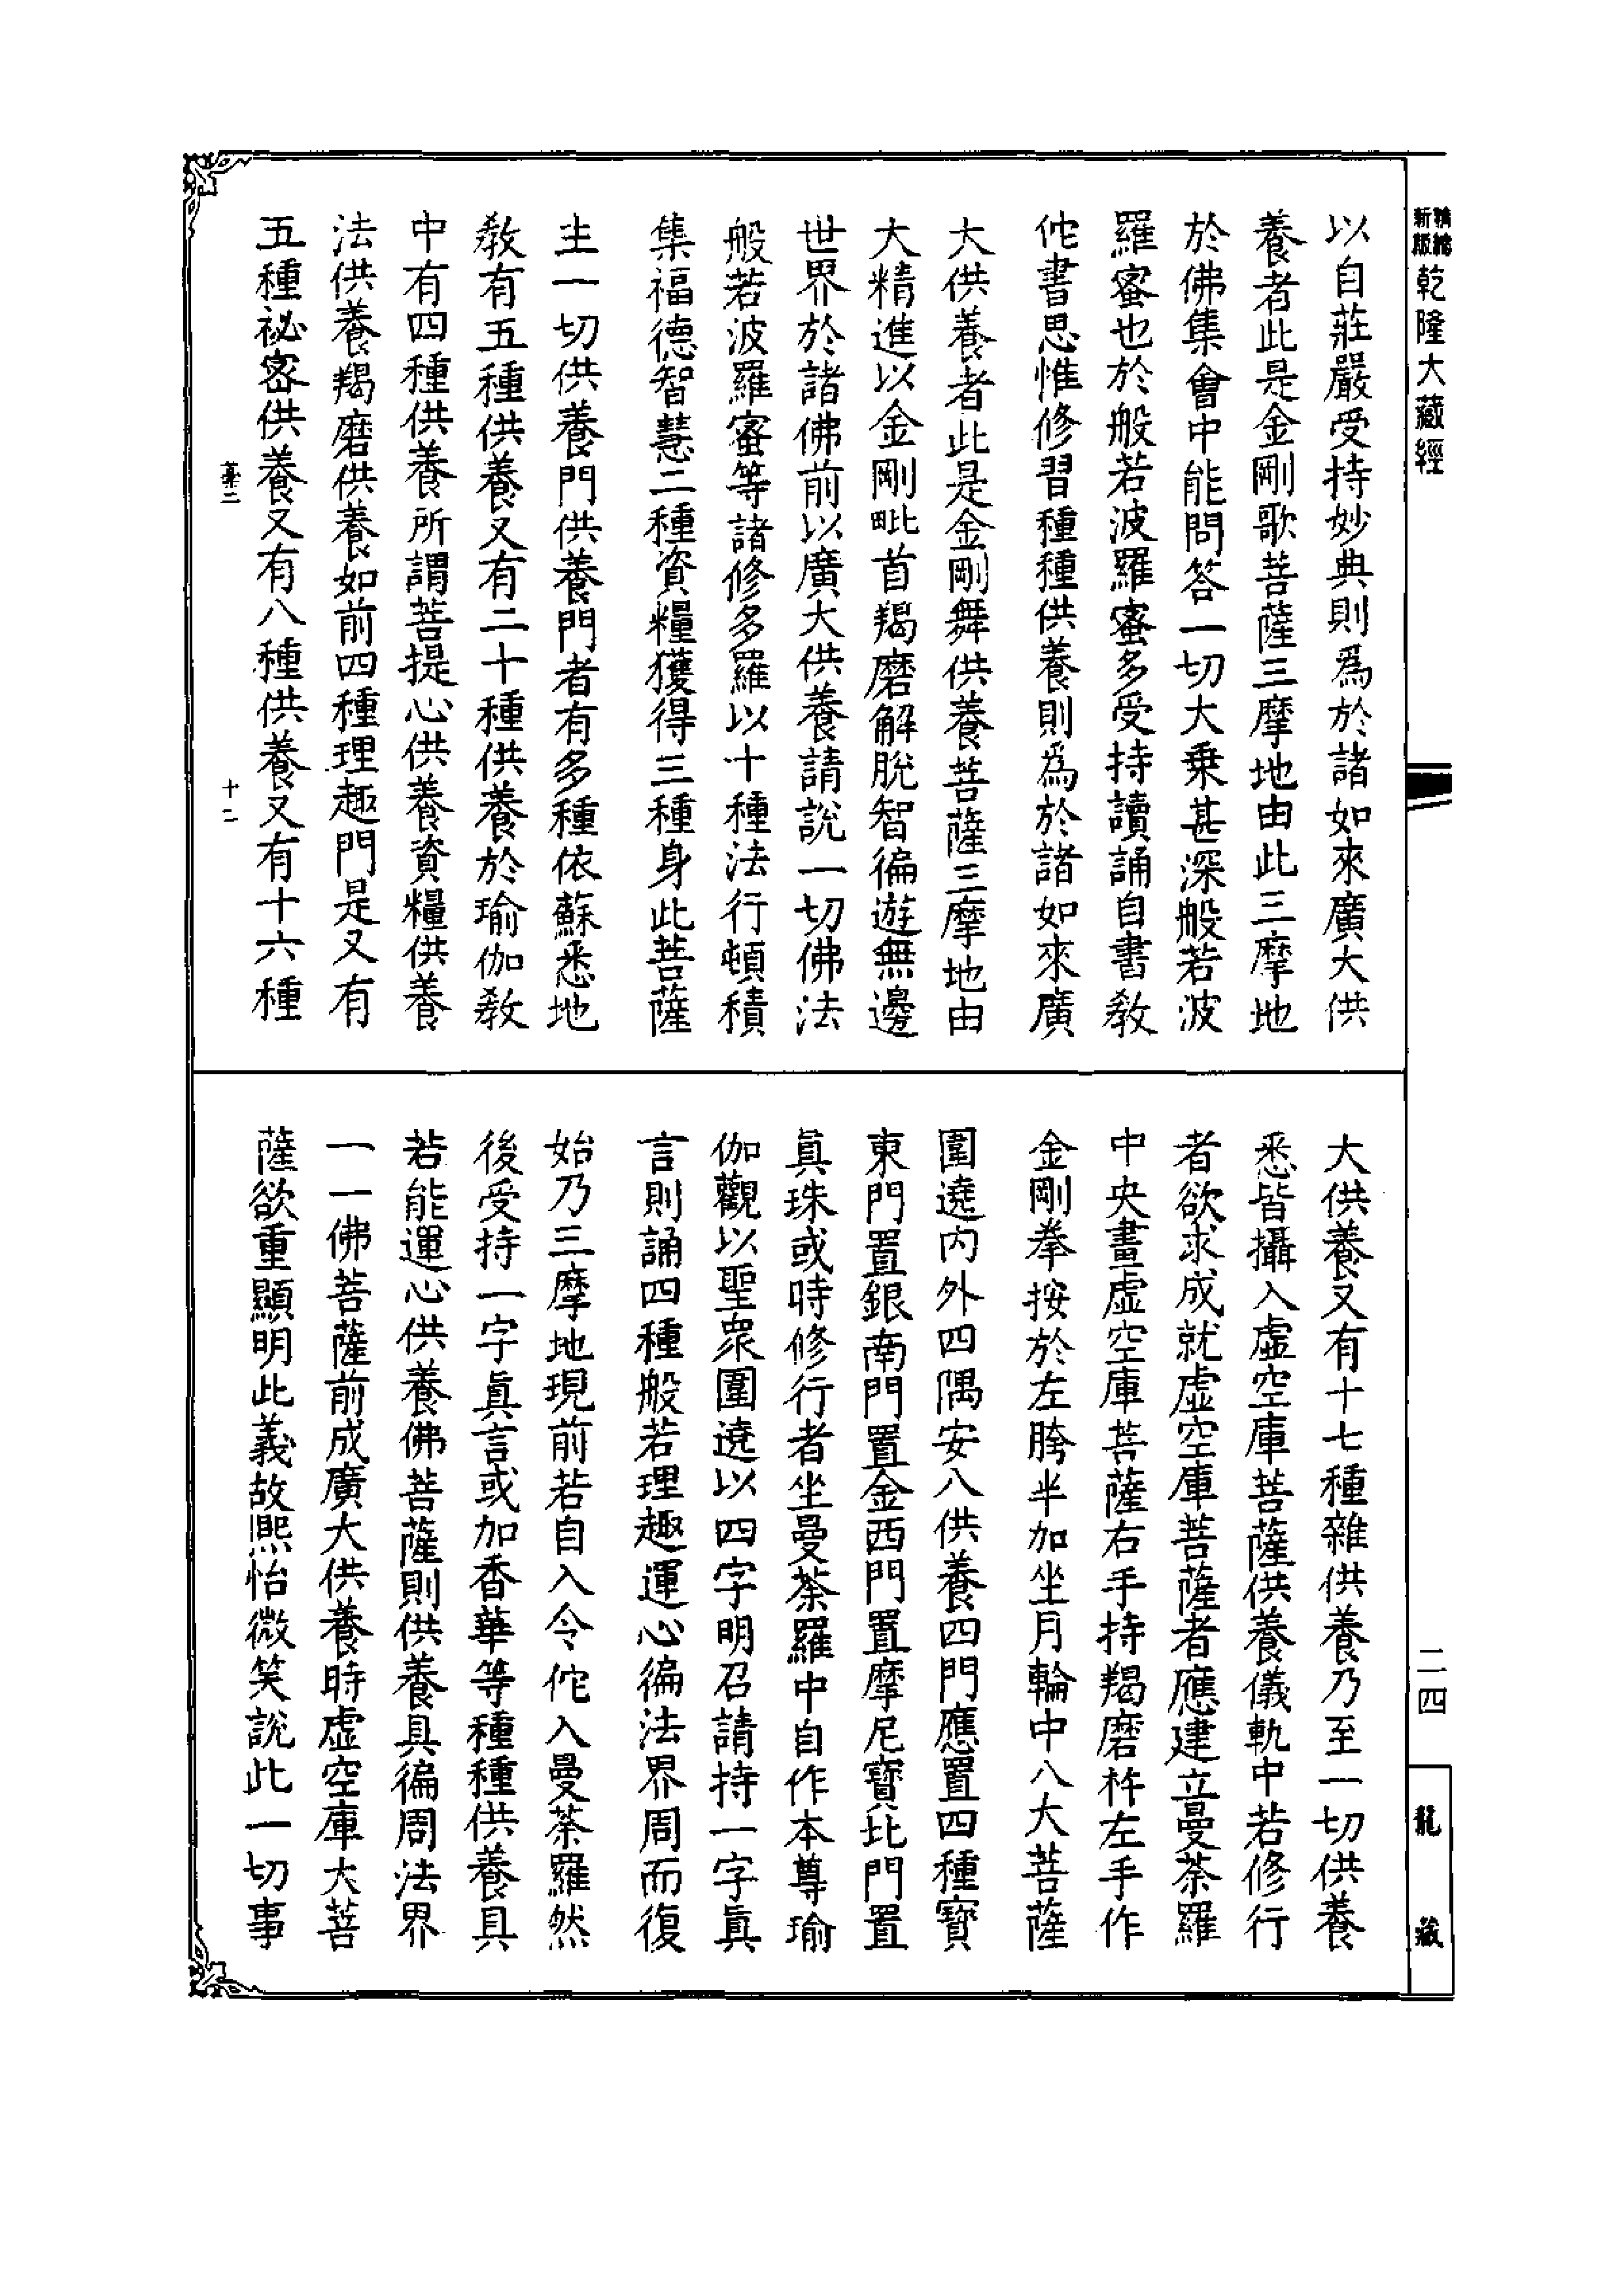 精縮
新版
乾隆大藏經
以自莊嚴受持妙典則爲於諸如來廣大供
養者此是金剛歌菩薩三摩地由此三摩地
於佛集會中能問答一切大乘甚深般若波
羅蜜也於般若波羅蜜多受持讀誦自書教
佗書思惟修習種種供養則爲於諸如來廣
大供養者此是金剛舞供養菩薩三摩地由
大精進以金剛毗首羯磨解脫智徧遊無邊
世界於諸佛前以廣大供養請說一切佛法
般若波羅蜜等諸修多羅以十種法行頓積
集福德智慧二種資糧獲得三種身此菩薩
主一切供養門供養門者有多種依蘇悉地
教有五種供養又有二十種供養於瑜伽教
中有四種供養所謂菩提心供養資糧供養
法供養羯磨供養如前四種理趣門是又有
五種祕密供養又有八種供養又有十六種
二
十二
大供養又有十七種雜供養乃至一切供養
悉皆攝入虛空庫菩薩供養儀軌中若修行
者欲求成就虛空庫菩薩者應建立曼荼羅
中央畫虛空庫菩薩右手持羯磨杵左手作
金剛拳按於左胯半加坐月輪中八大菩薩
圍遶內外四隅安八供養四門應置四種寶
東門置銀南門置金西門置摩尼寶北門置
眞珠或時修行者坐曼荼羅中自作本尊瑜
伽觀以聖衆圍遶以四字明召請持一字眞
言則誦四種般若理趣運心徧法界周而復
始乃三摩地現前若自入令佗入曼荼羅然
後受持一字眞言或加香華等種種供養具
若能運心供養佛菩薩則供養具徧周法界
一一佛菩薩前成廣大供養時虛空庫大菩
薩欲重顯明此義故熙怡微笑說此一切事
二四
龍藏